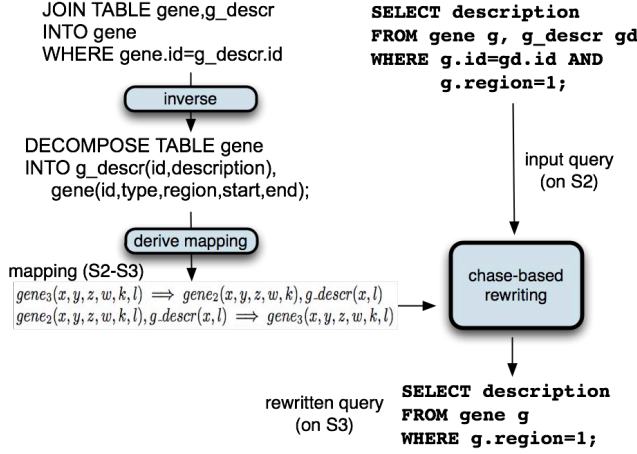 JOIN TABLE gene,g_descr
INTO gene
WHERE gene.id=g_descr.id
inverse
DECOMPOSE TABLE gene
INTO g_descr(id,description),
gene(id,type,region,start,end);
derive mapping
mapping (S2-S3)
gene₃(x, y, z, w, k, l) ⟹ gene₂(x, y, z, w, k), g_descr(x, l)
gene₂(x, y, z, w, k, l), g_descr(x, l) ⟹ gene₃(x, y, z, w, k, l)
SELECT description
FROM gene g, g_descr gd
WHERE g.id=gd.id AND
g.region=1;
input query
(on S2)
chase-based
rewriting
rewritten query
(on S3)
SELECT description
FROM gene g
WHERE g.region=1;